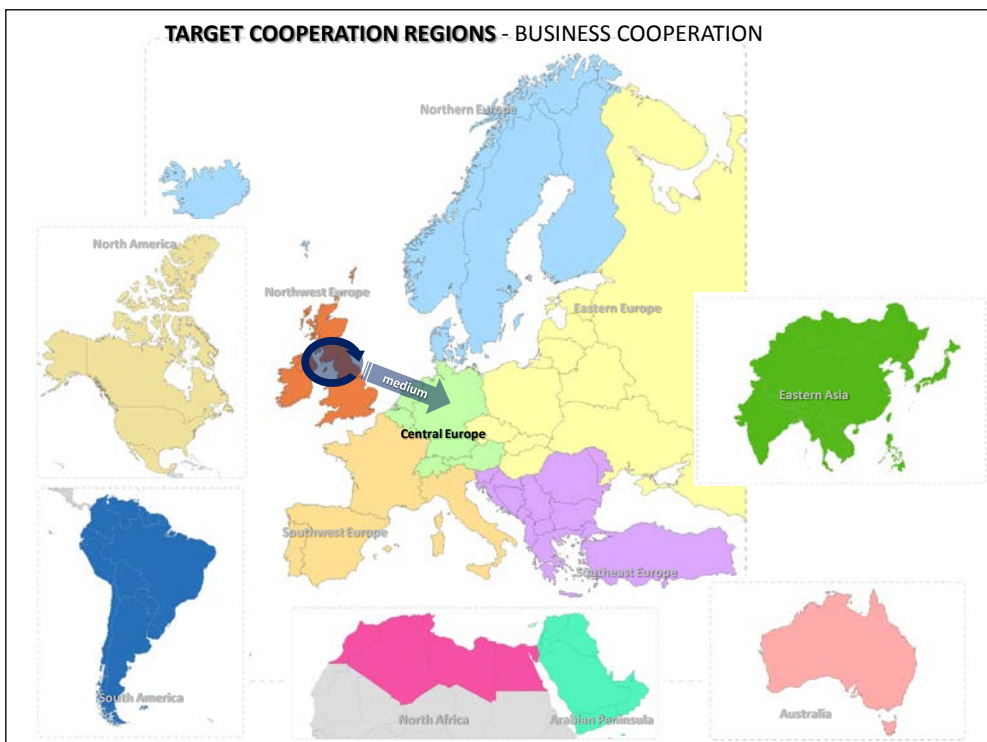 TARGET COOPERATION REGIONS - BUSINESS COOPERATION
Northern Europe
North America
Northwest Europe
Eastern Europe
medium
Eastern Asia
Central Europe
Southwest Europe
Southeast Europe
South America
North Africa
Arabian Peninsula
Australia